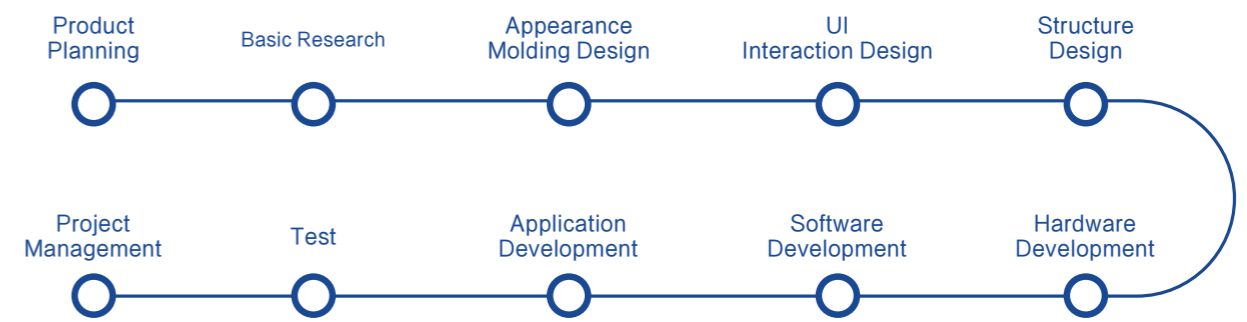 Product
Planning
Basic Research
Appearance
Molding Design
UI
Interaction Design
Structure
Design
Project
Management
Test
Application
Development
Software
Development
Hardware
Development